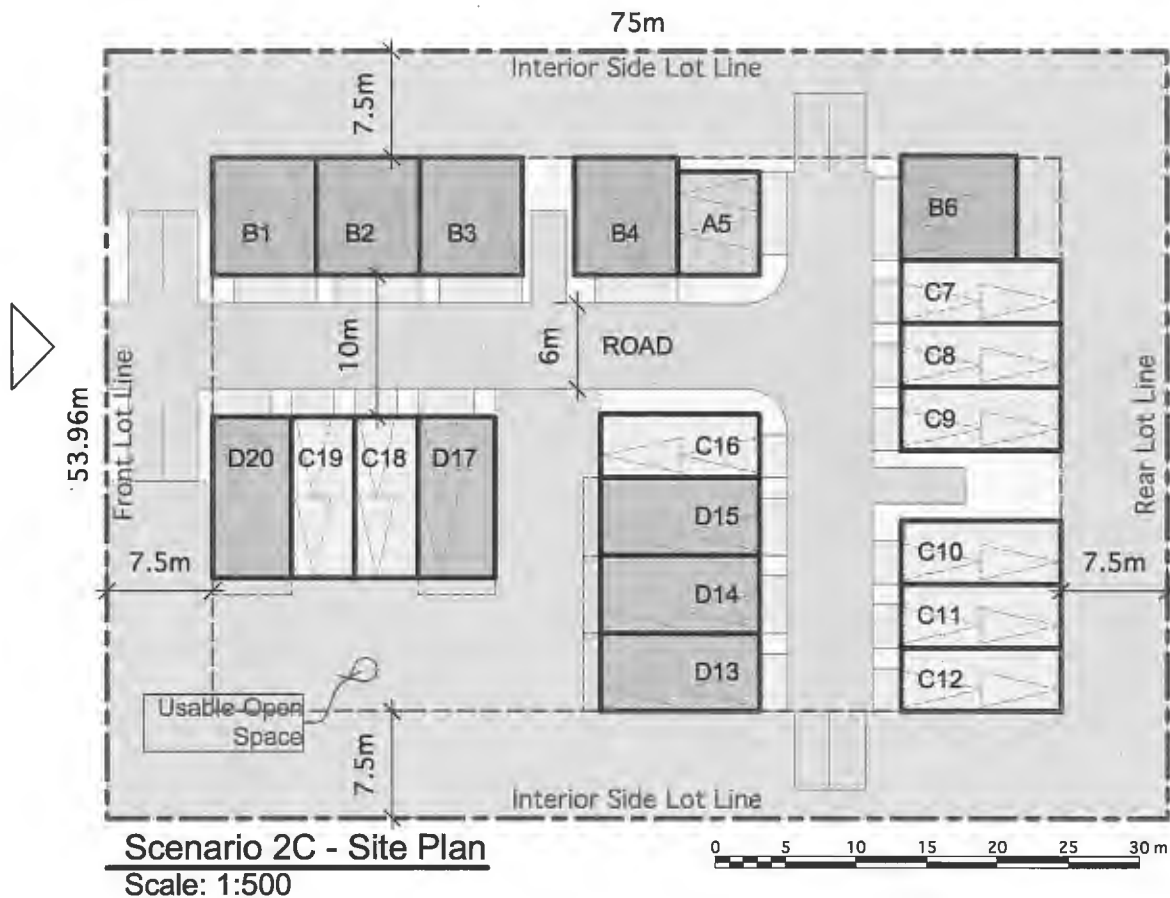 75m
Interior Side Lot Line
7.5m
B1
B2
B3
B4
A5
B6
C7
C8
C9
10m
6m
ROAD
Front Lot Line
53.96m
Rear Lot Line
D20
C19
C18
D17
C16
D15
D14
D13
C10
C11
C12
7.5m
7.5m
Usable Open
Space
7.5m
Interior Side Lot Line
Scenario 2C - Site Plan
Scale: 1:500
0 5 10 15 20 25 30 m